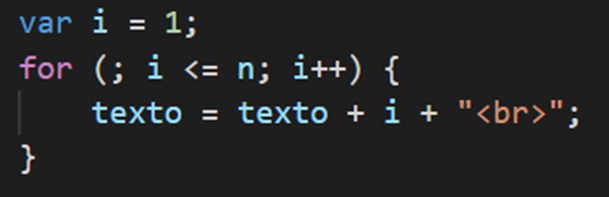 var i = 1;
for (; i <= n; i++) {
    texto = texto + i + "<br>";
}